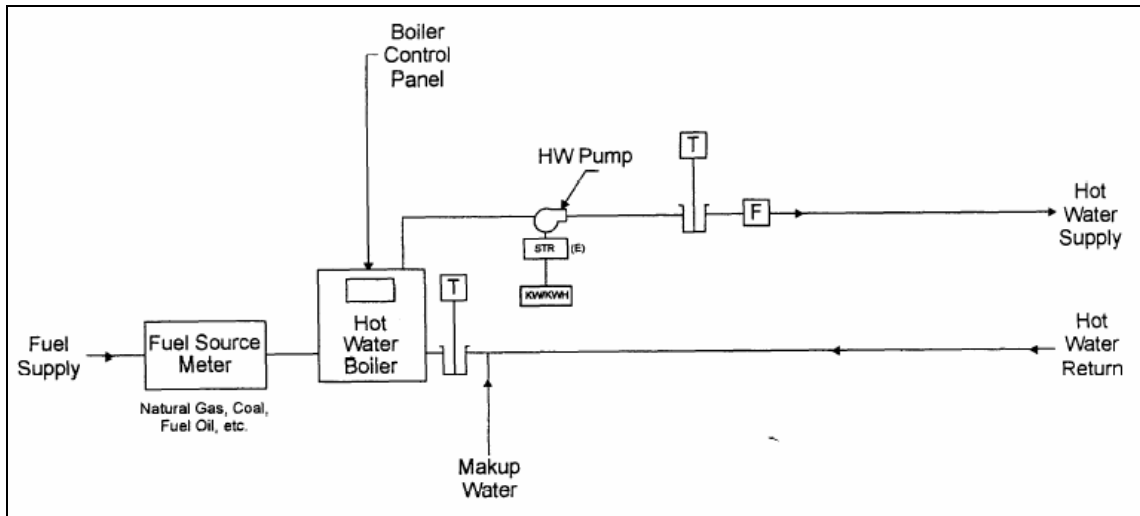 Boiler
Control
Panel
HW Pump
T
F
Hot
Water
Supply
STR (E)
KW/KWH
T
Hot
Water
Boiler
Fuel
Supply
Fuel Source
Meter
Natural Gas, Coal,
Fuel Oil, etc.
Hot
Water
Return
Makup
Water